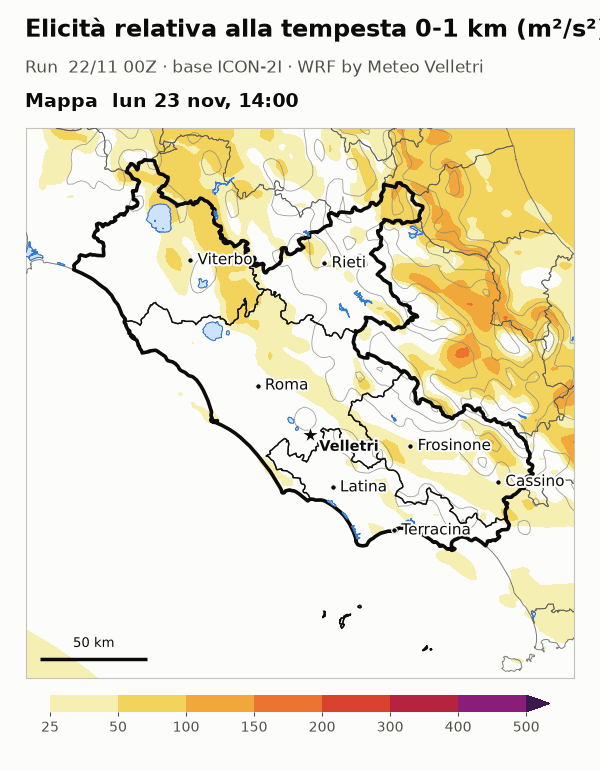 Elicità relativa alla tempesta 0-1 km (m²/s²)
Run 22/11 00Z · base ICON-2I · WRF by Meteo Velletri
Mappa lun 23 nov, 14:00
Viterbo
Rieti
Roma
Velletri
Frosinone
Cassino
Latina
Terracina
50 km
25 50 100 150 200 300 400 500